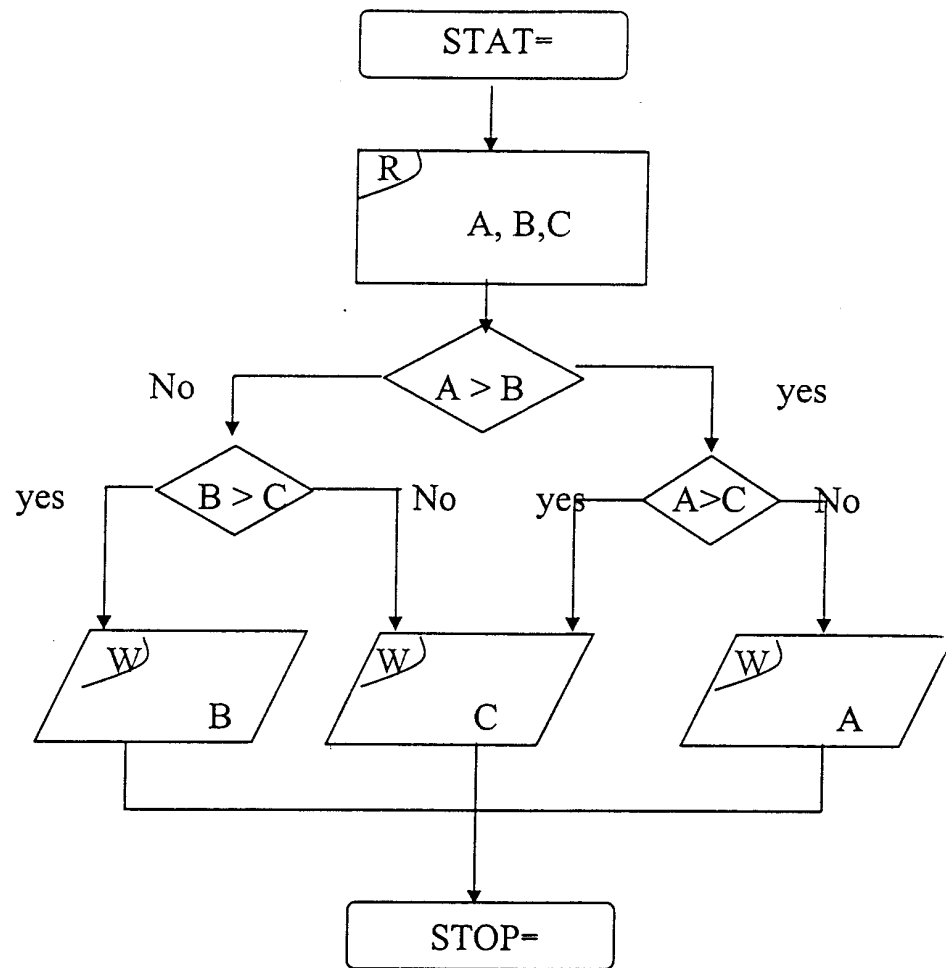 STAT=
R
A, B,C
A > B
No
yes
yes
B > C
No
yes
A>C
No
W
B
W
C
W
A
STOP=